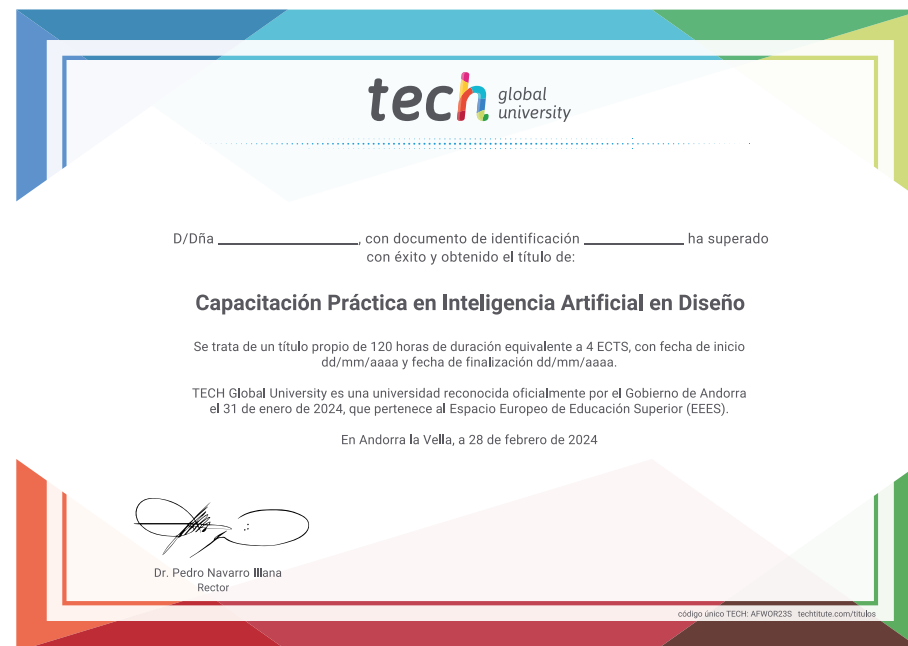 tech global university
D/Dña ____________________, con documento de identificación ______________ ha superado
con éxito y obtenido el título de:
Capacitación Práctica en Inteligencia Artificial en Diseño
Se trata de un título propio de 120 horas de duración equivalente a 4 ECTS, con fecha de inicio
dd/mm/aaaa y fecha de finalización dd/mm/aaaa.
TECH Global University es una universidad reconocida oficialmente por el Gobierno de Andorra
el 31 de enero de 2024, que pertenece al Espacio Europeo de Educación Superior (EEES).
En Andorra la Vella, a 28 de febrero de 2024
Dr. Pedro Navarro Illana
Rector
código único TECH: AFWOR23S techtitute.com/titulos